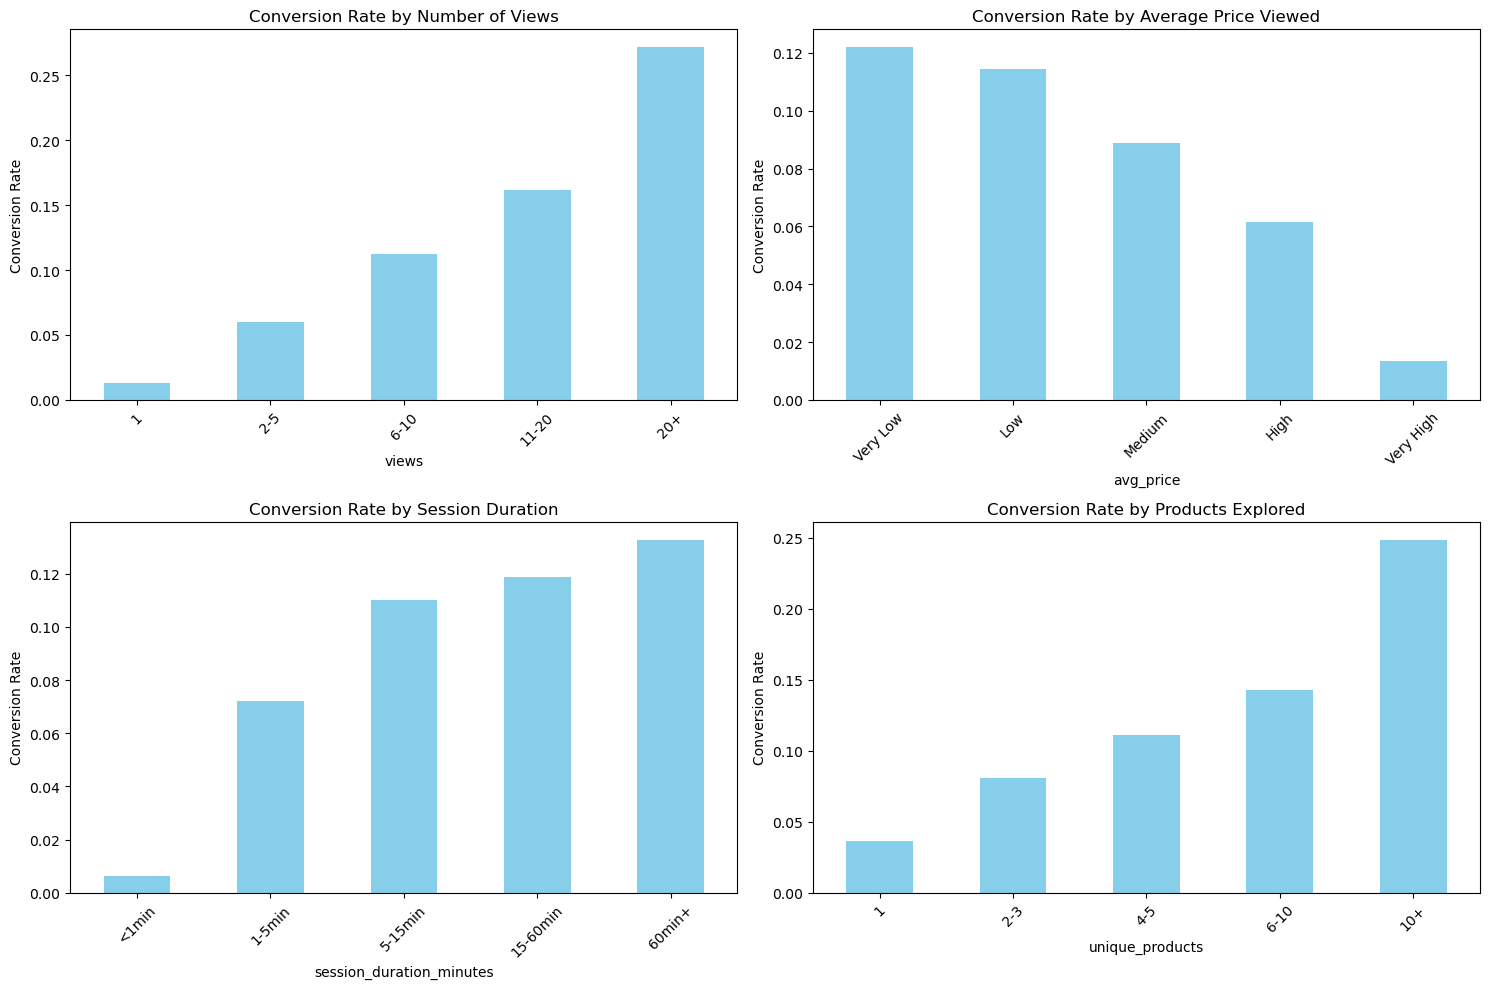 Conversion Rate by Number of Views
Conversion Rate
0.25
0.20
0.15
0.10
0.05
0.00
1
2-5
6-10
11-20
20+
views
Conversion Rate by Average Price Viewed
Conversion Rate
0.12
0.10
0.08
0.06
0.04
0.02
0.00
Very Low
Low
Medium
High
Very High
avg_price
Conversion Rate by Session Duration
Conversion Rate
0.12
0.10
0.08
0.06
0.04
0.02
0.00
<1min
1-5min
5-15min
15-60min
60min+
session_duration_minutes
Conversion Rate by Products Explored
Conversion Rate
0.25
0.20
0.15
0.10
0.05
0.00
1
2-3
4-5
6-10
10+
unique_products